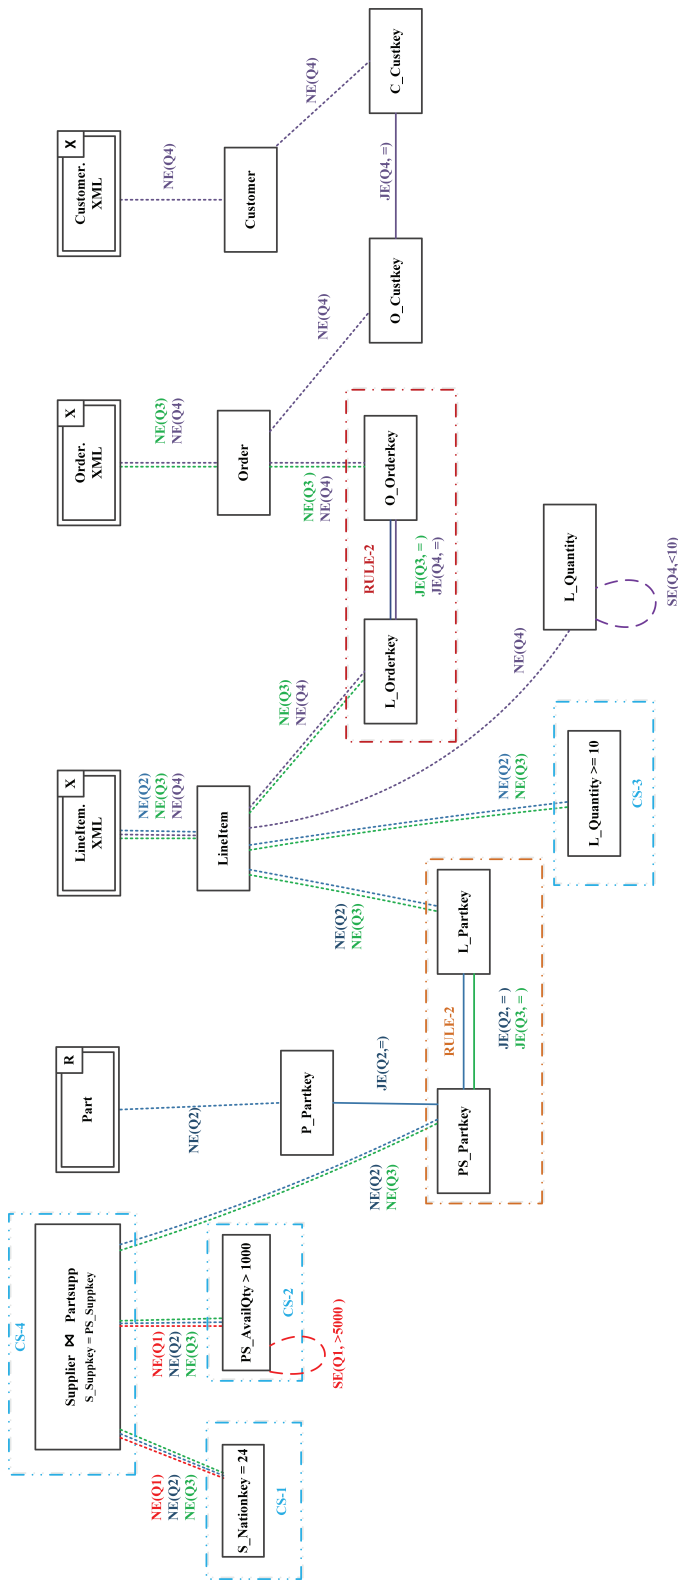 CS-4
Supplier ⋈ Partsupp
S_Suppkey = PS_Suppkey
NE(Q1)
NE(Q2)
NE(Q3)
S_Nationkey = 24
CS-1
NE(Q1)
NE(Q2)
NE(Q3)
PS_AvailQty > 1000
CS-2
SE(Q1, >5000 )
R
Part
NE(Q2)
P_Partkey
JE(Q2,=)
NE(Q2)
NE(Q3)
PS_Partkey
RULE-2
JE(Q2, = )
JE(Q3, = )
L_Partkey
NE(Q2)
NE(Q3)
X
LineItem.
XML
NE(Q2)
NE(Q3)
NE(Q4)
LineItem
NE(Q2)
NE(Q3)
L_Quantity >= 10
CS-3
NE(Q3)
NE(Q4)
L_Orderkey
RULE-2
JE(Q3, = )
JE(Q4, =)
O_Orderkey
NE(Q4)
L_Quantity
SE(Q4,<10)
X
Order.
XML
NE(Q3)
NE(Q4)
Order
NE(Q3 )
NE(Q4)
NE(Q4)
O_Custkey
JE(Q4, =)
C_Custkey
X
Customer.
XML
NE(Q4)
Customer
NE(Q4)